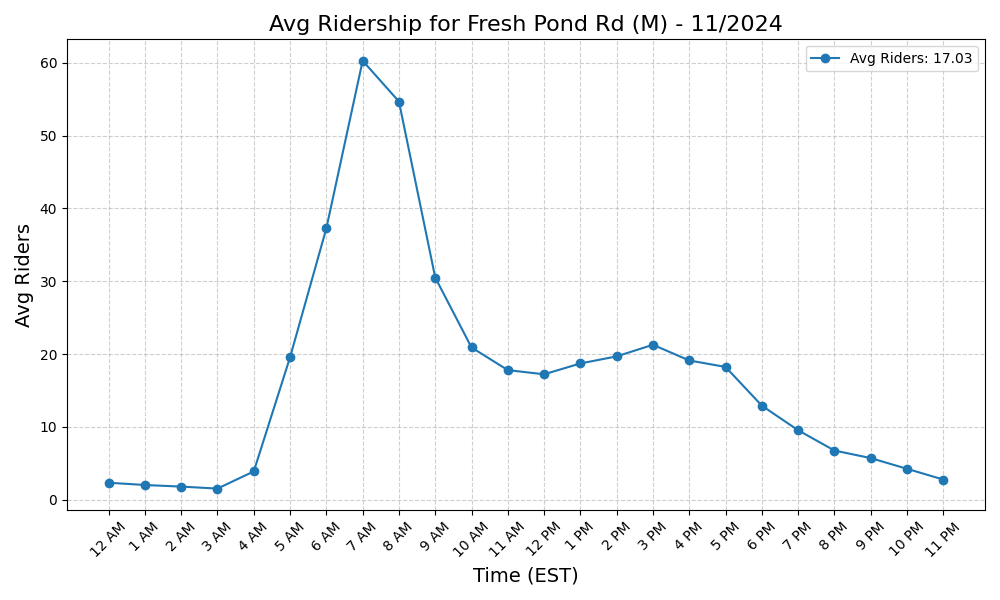 Avg Ridership for Fresh Pond Rd (M) - 11/2024
Avg Riders: 17.03
Avg Riders
60
50
40
30
20
10
0
12 AM
1 AM
2 AM
3 AM
4 AM
5 AM
6 AM
7 AM
8 AM
9 AM
10 AM
11 AM
12 PM
1 PM
2 PM
3 PM
4 PM
5 PM
6 PM
7 PM
8 PM
9 PM
10 PM
11 PM
Time (EST)